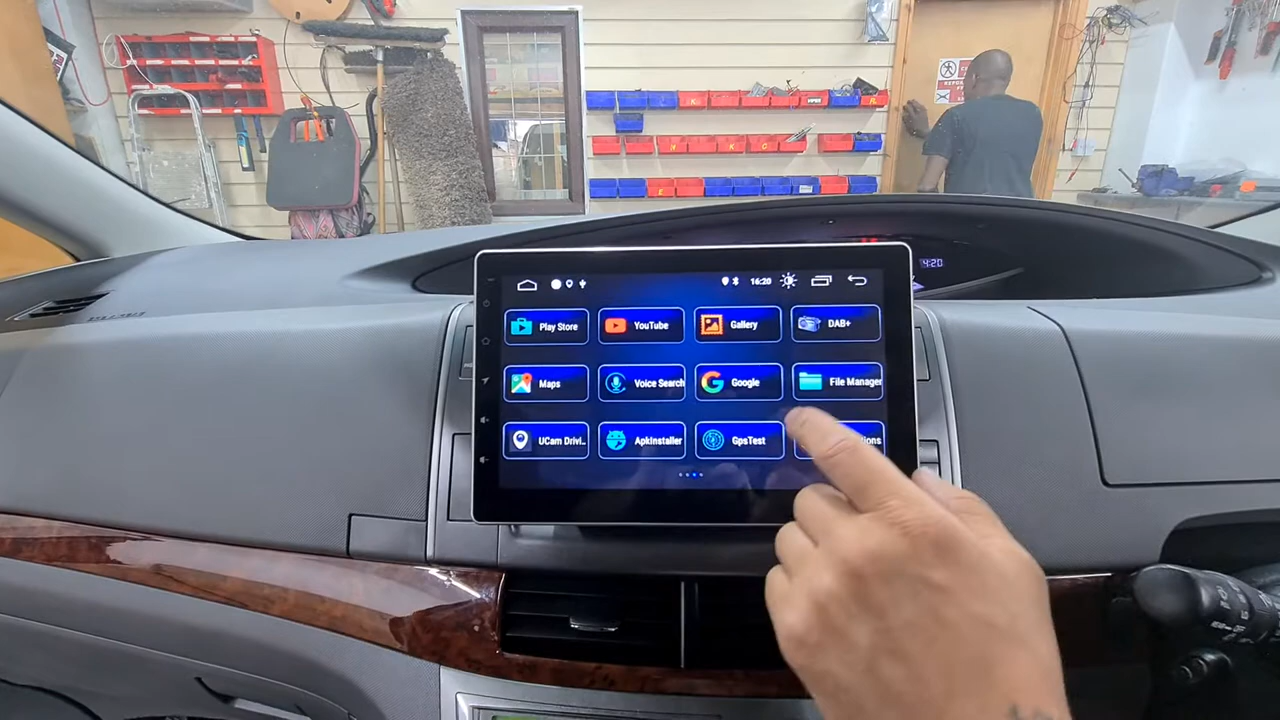 16:20
4:20
Play Store
YouTube
Gallery
DAB+
Maps
Voice Search
Google
File Manager
UCam Drivi..
ApkInstaller
GpsTest